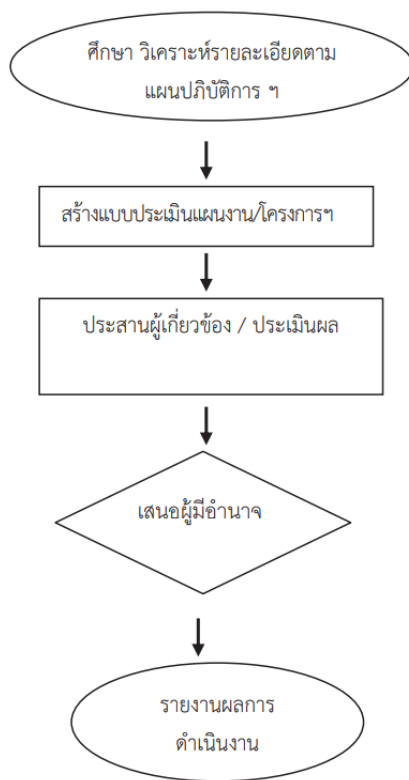 ศึกษา วิเคราะห์รายละเอียดตาม
แผนปฏิบัติการ ฯ
สร้างแบบประเมินแผนงาน/โครงการฯ
ประสานผู้เกี่ยวข้อง / ประเมินผล
เสนอผู้มีอำนาจ
รายงานผลการ
ดำเนินงาน